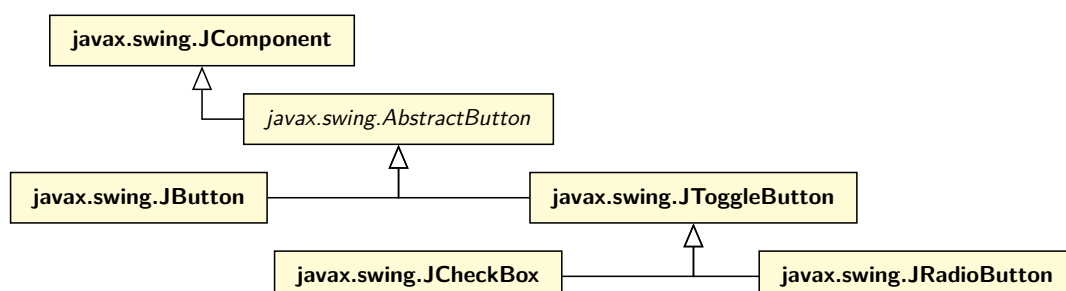 javax.swing.JComponent
javax.swing.AbstractButton
javax.swing.JButton
javax.swing.JToggleButton
javax.swing.JCheckBox
javax.swing.JRadioButton